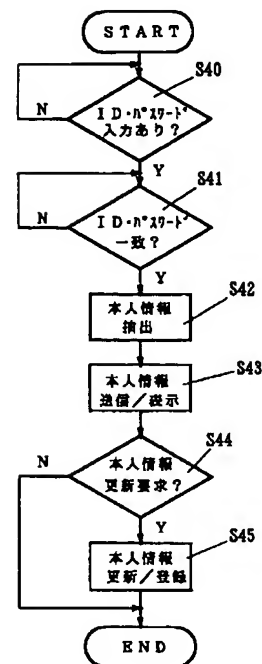 START
S40
ID・パスワード
入力あり?
N
Y
S41
ID・パスワード
一致?
N
Y
S42
本人情報
抽出
S43
本人情報
送信/表示
S44
本人情報
更新要求?
N
Y
S45
本人情報
更新/登録
END